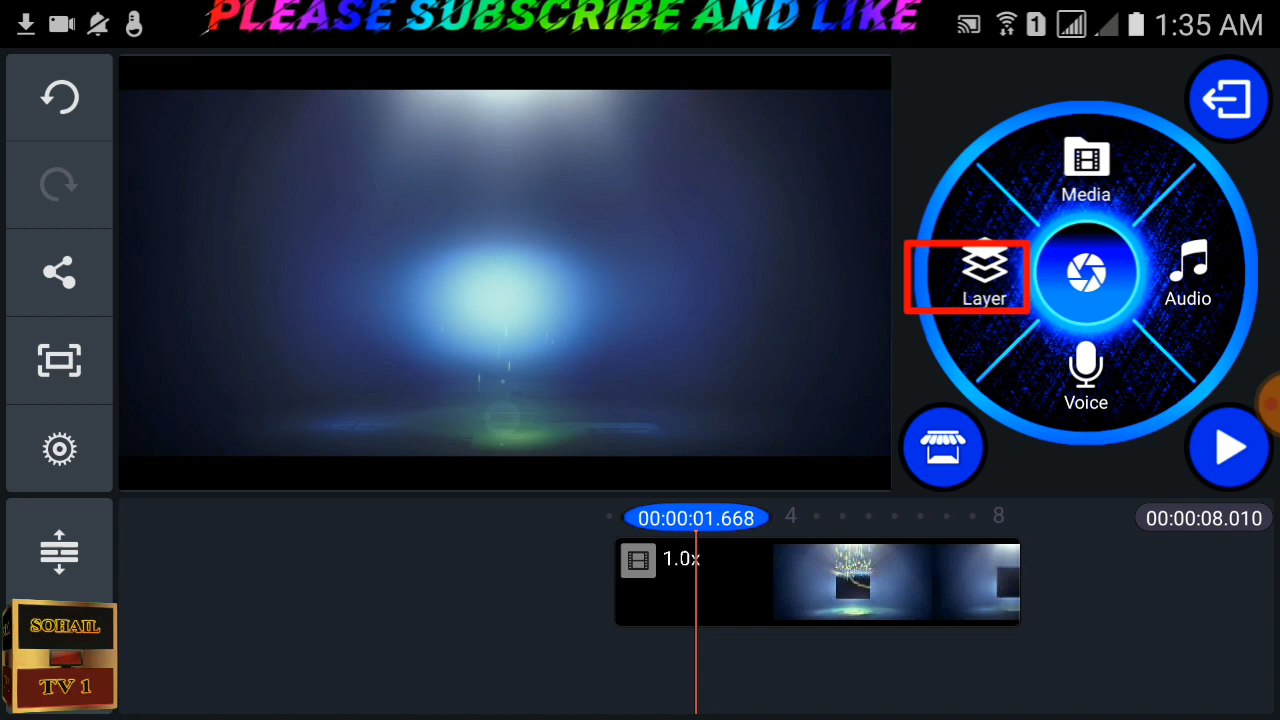 PLEASE SUBSCRIBE AND LIKE
1
1:35 AM
Media
Layer
Audio
Voice
00:00:01.668
4
8
00:00:08.010
1.0x
SOHAIL
TV 1